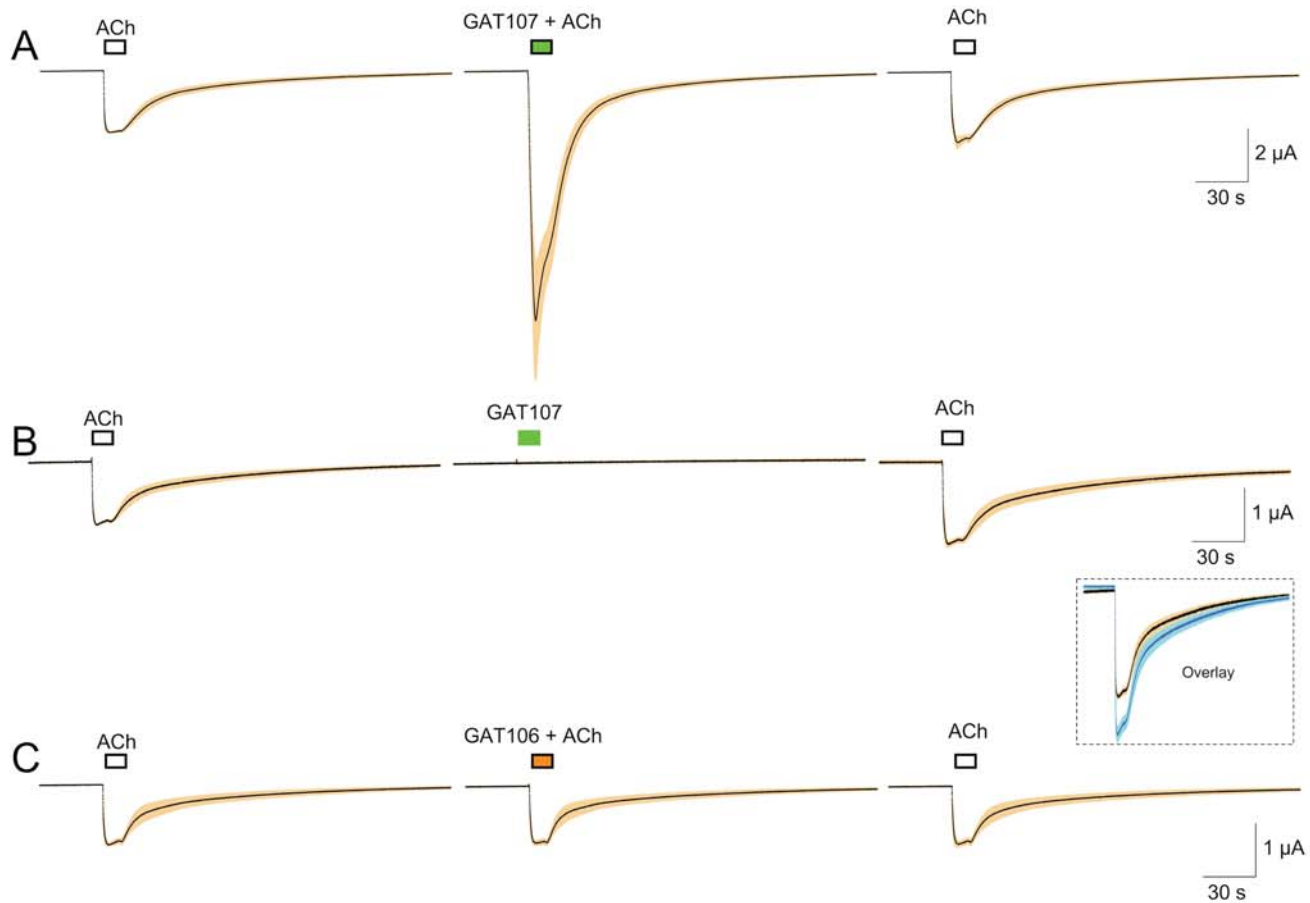 A
ACh
GAT107 + ACh
ACh
2 µA
30 s
B
ACh
GAT107
ACh
1 µA
30 s
Overlay
C
ACh
GAT106 + ACh
ACh
1 µA
30 s